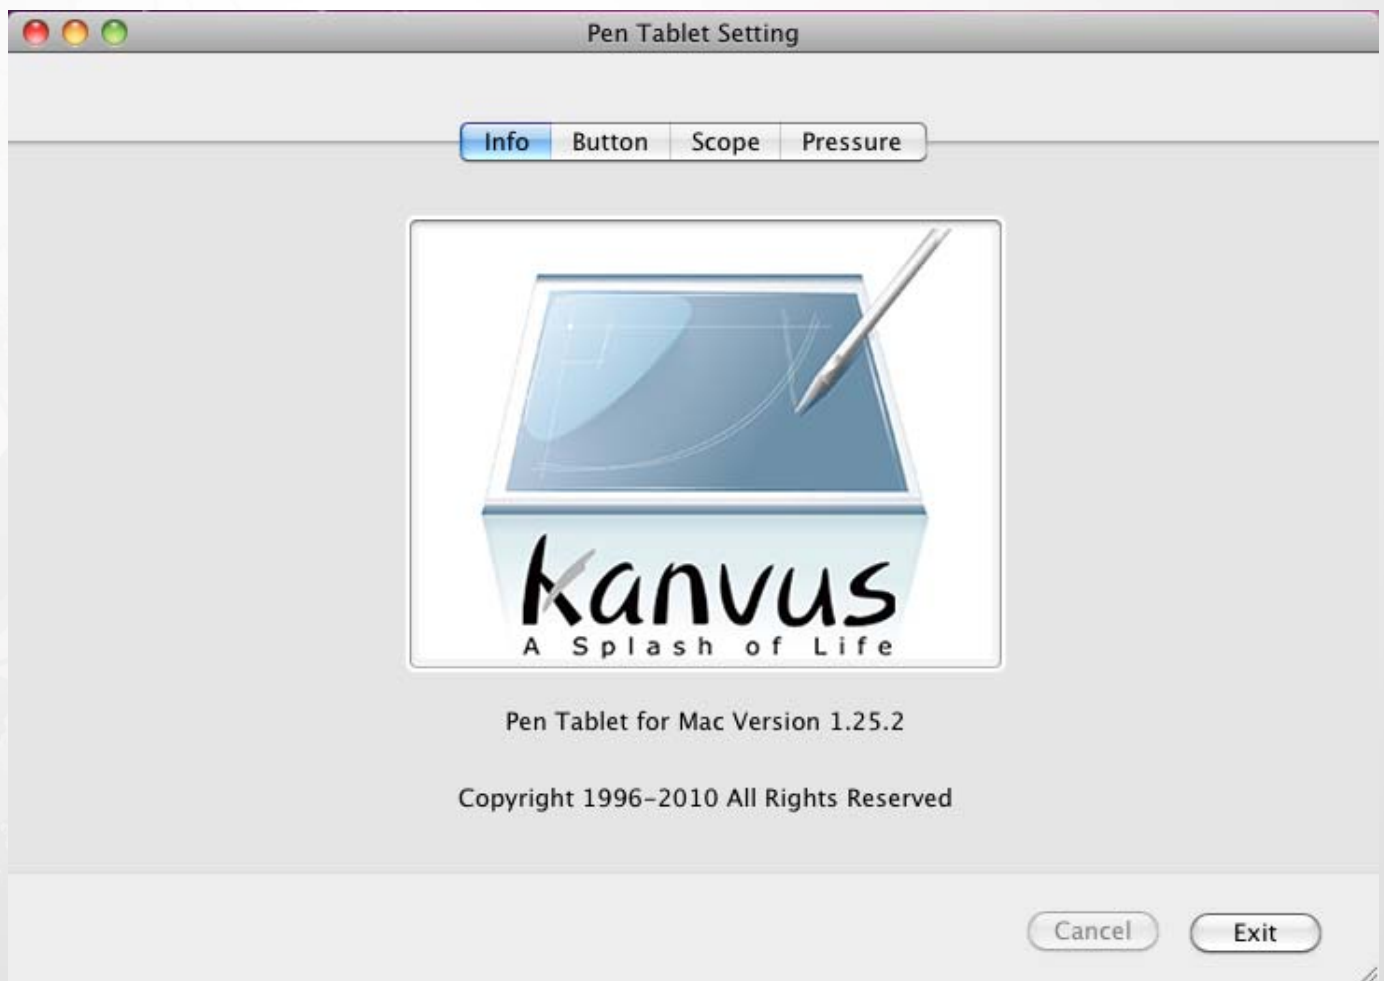 Pen Tablet Setting
Info Button Scope Pressure
Kanvus
A Splash of Life
Pen Tablet for Mac Version 1.25.2
Copyright 1996–2010 All Rights Reserved
Cancel Exit